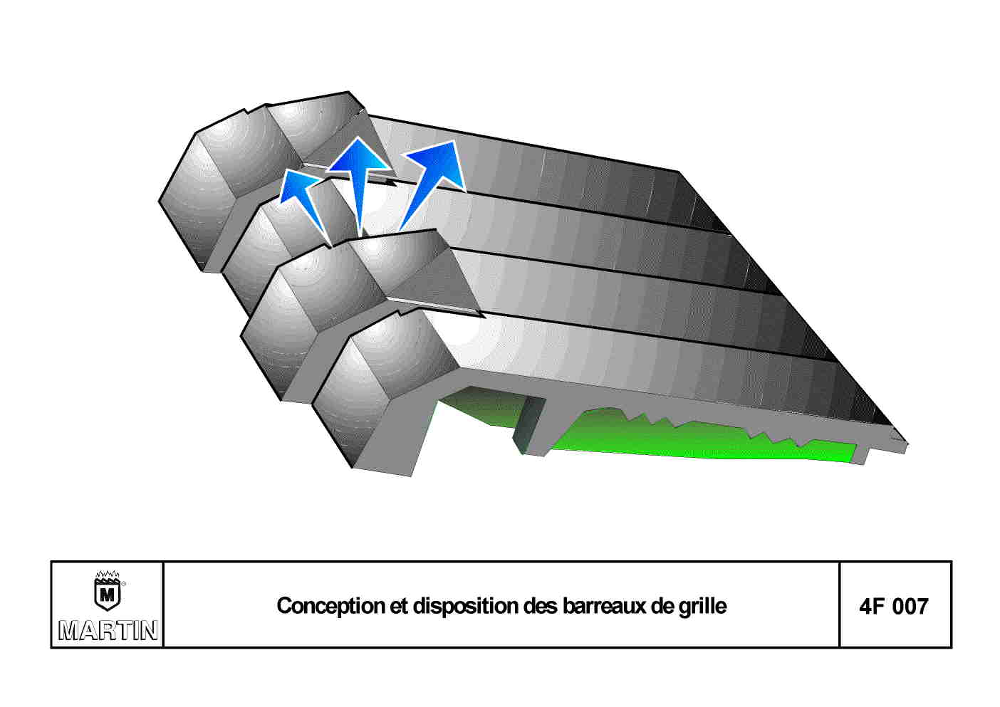 M
®
MARTIN
Conception et disposition des barreaux de grille
4F 007